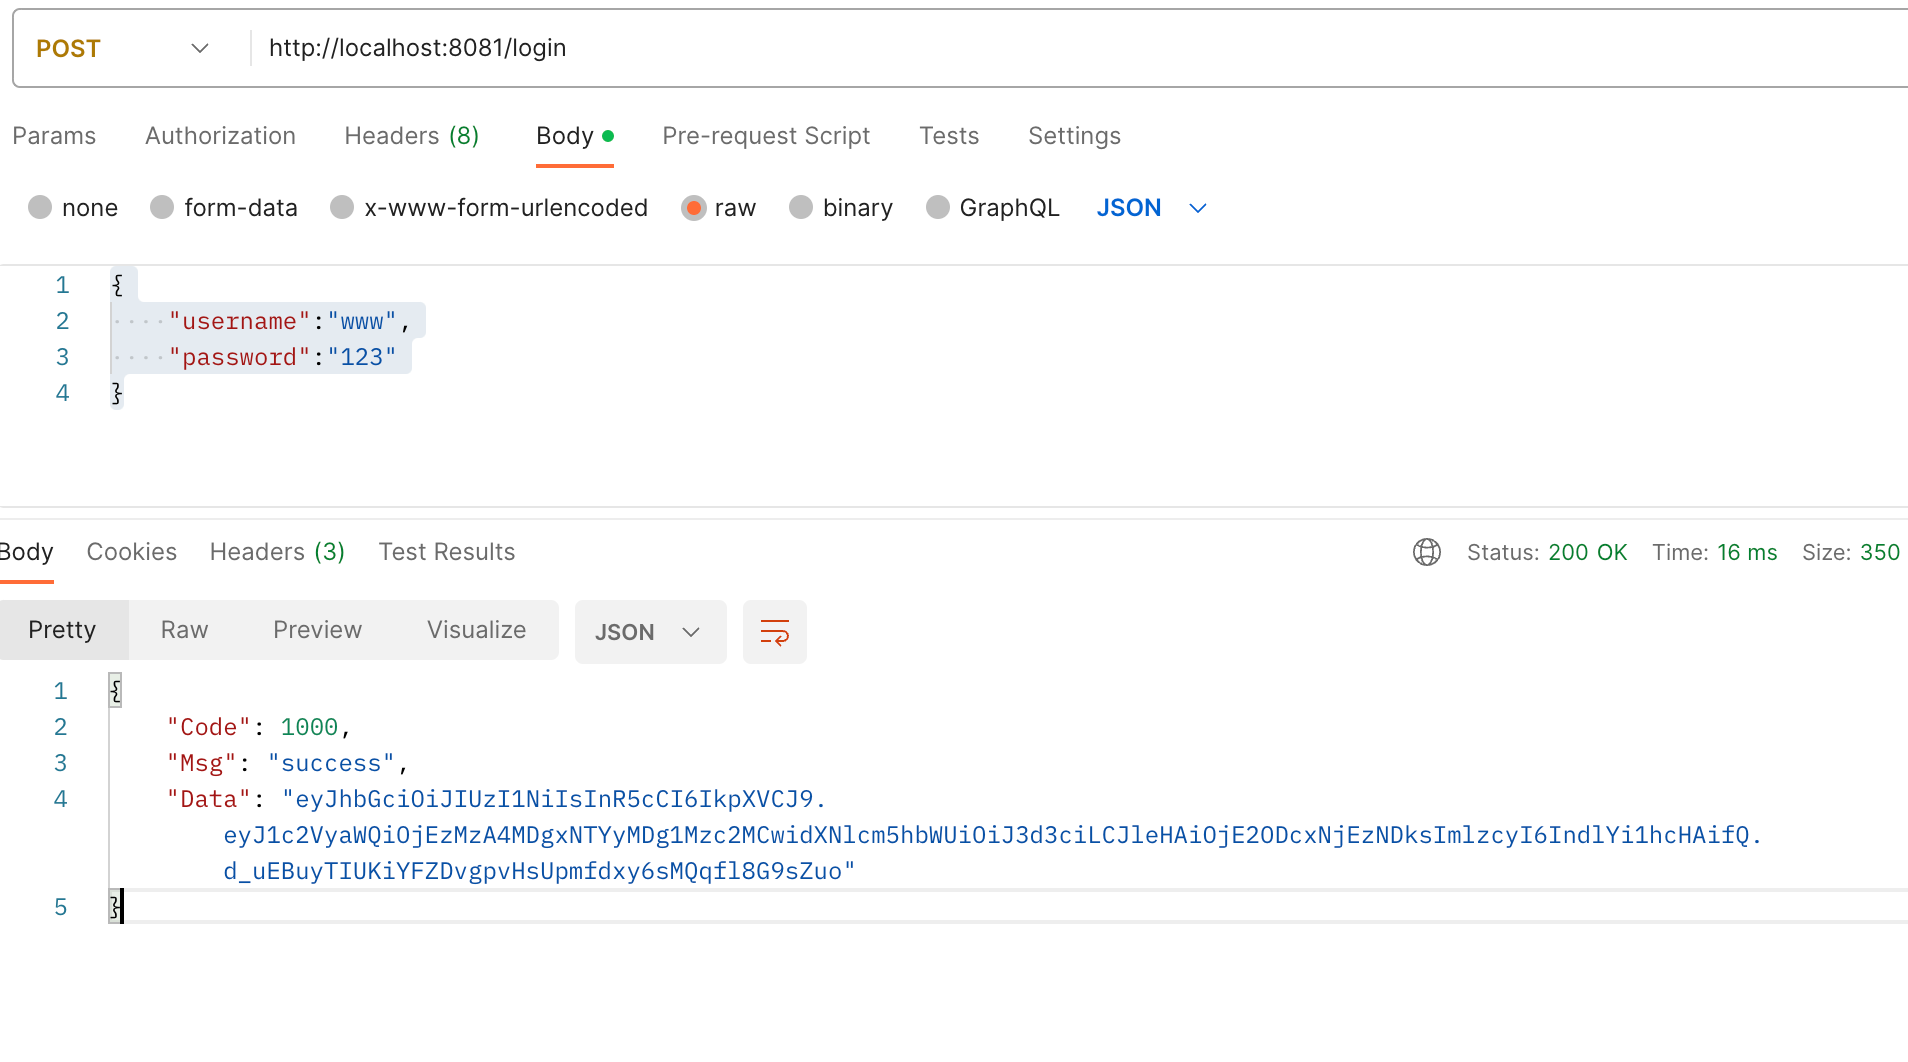 POST http://localhost:8081/login
Params Authorization Headers (8) Body Pre-request Script Tests Settings
none form-data x-www-form-urlencoded raw binary GraphQL JSON
1 {
2 "username":"www",
3 "password":"123"
4 }
Body Cookies Headers (3) Test Results Status: 200 OK Time: 16 ms Size: 350
Pretty Raw Preview Visualize JSON
1 {
2 "Code": 1000,
3 "Msg": "success",
4 "Data": "eyJhbGciOiJIUzI1NiIsInR5cCI6IkpXVCJ9.
eyJ1c2VyaWQiOjEzMzA4MDgxNTYyMDg1Mzc2MCwidXNlcm5hbWUiOiJ3d3ciLCJleHAiOjE2ODcxNjEzNDksImlzcyI6IndlYi1hcHAifQ.
d_uEBuyTIUKiYFZDvgpvHsUpmfdxy6sMQqfl8G9sZuo"
5 }